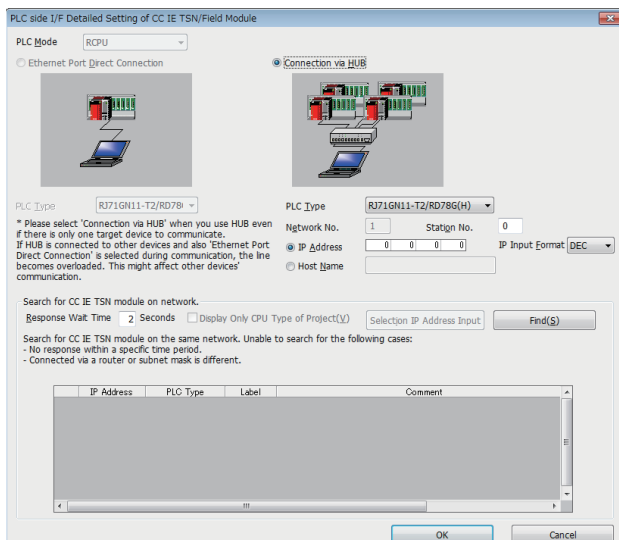 PLC side I/F Detailed Setting of CC IE TSN/Field Module
PLC Mode RCPU
Ethernet Port Direct Connection
Connection via HUB
PLC Type RJ71GN11-T2/RD78(
* Please select 'Connection via HUB' when you use HUB even
if there is only one target device to communicate.
If HUB is connected to other devices and also 'Ethernet Port
Direct Connection' is selected during communication, the line
becomes overloaded. This might affect other devices'
communication.
PLC Type RJ71GN11-T2/RD78G(H)
Network No. 1 Station No. 0
IP Address 0 0 0 0 IP Input Format DEC
Host Name
Search for CC IE TSN module on network.
Response Wait Time 2 Seconds Display Only CPU Type of Project(V) Selection IP Address Input Find(S)
Search for CC IE TSN module on the same network. Unable to search for the following cases:
- No response within a specific time period.
- Connected via a router or subnet mask is different.
IP Address PLC Type Label Comment
OK Cancel